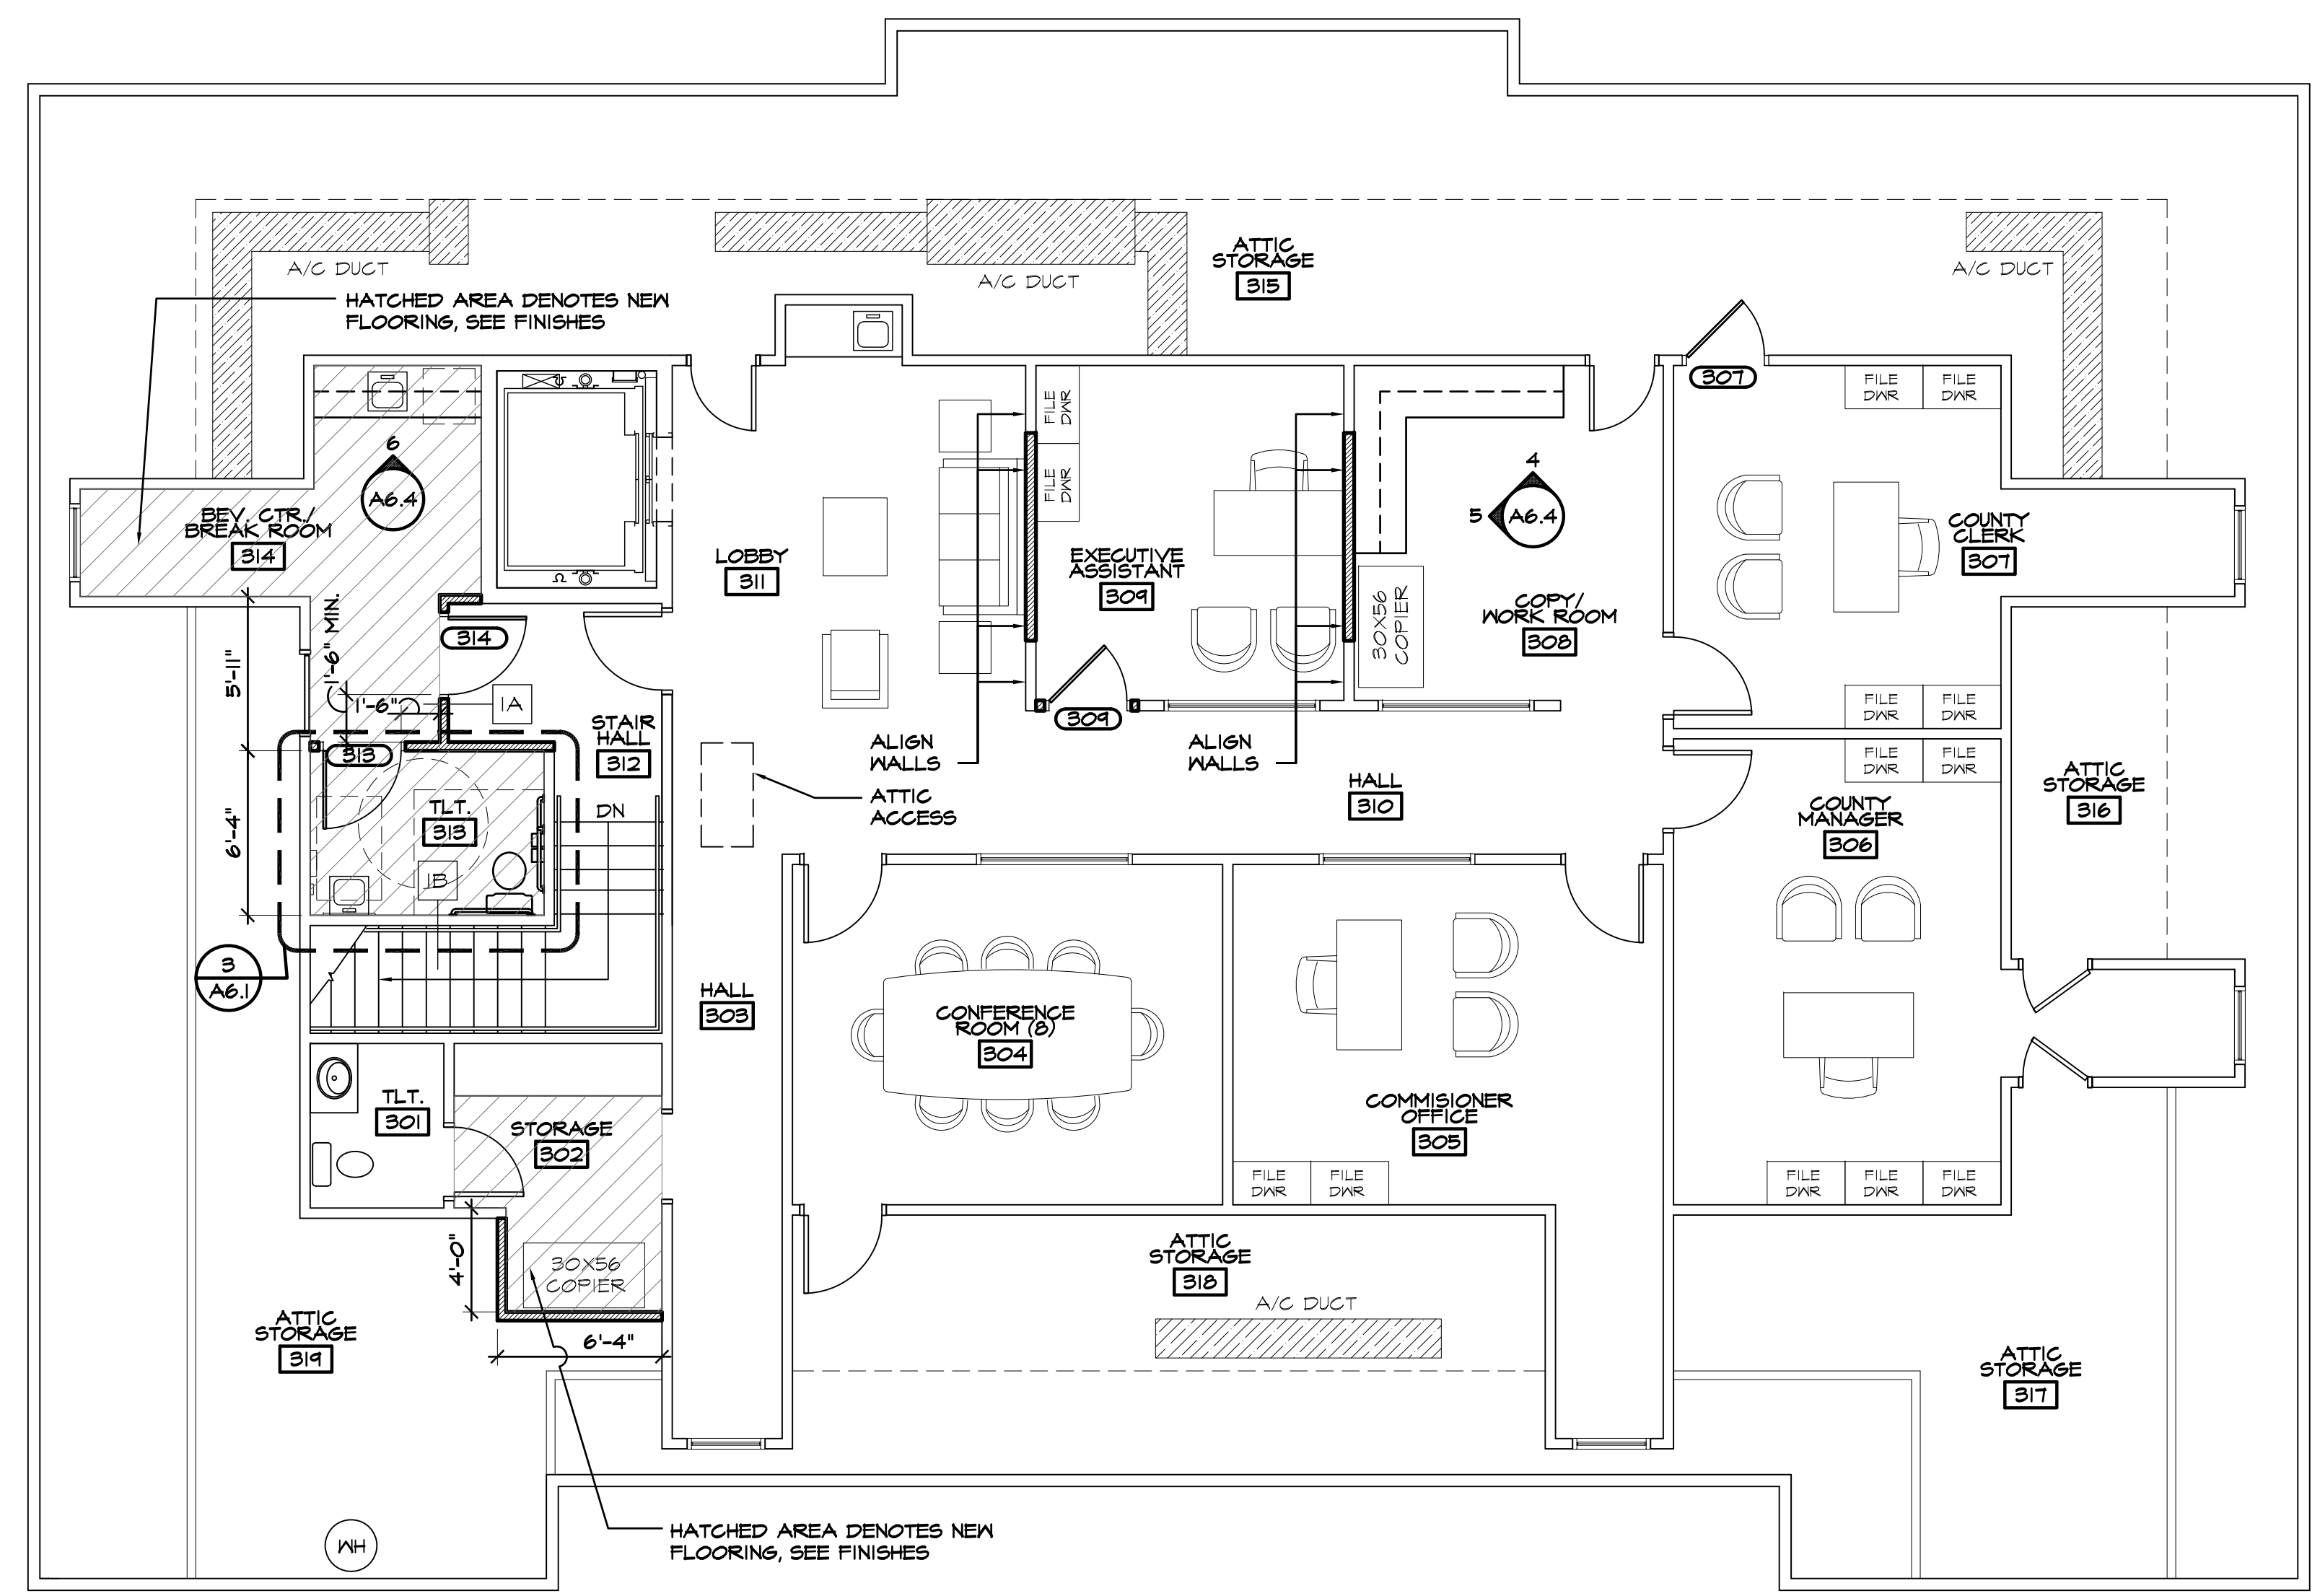 ATTIC
STORAGE
315
A/C DUCT
A/C DUCT
A/C DUCT
HATCHED AREA DENOTES NEW
FLOORING, SEE FINISHES
307
FILE
DWR
FILE
DWR
FILE
DWR
FILE
DWR
6
A6.4
4
5
A6.4
BEV. CTR./
BREAK ROOM
314
LOBBY
311
EXECUTIVE
ASSISTANT
309
COUNTY
CLERK
307
30X56
COPIER
COPY/
WORK ROOM
308
314
5'-11"
1'-6" MIN.
1'-6"
1A
309
FILE
DWR
FILE
DWR
STAIR
HALL
312
313
ALIGN
WALLS
ALIGN
WALLS
FILE
DWR
FILE
DWR
ATTIC
ACCESS
HALL
310
ATTIC
STORAGE
316
COUNTY
MANAGER
306
6'-4"
TLT.
313
DN
1B
3
A6.1
HALL
303
CONFERENCE
ROOM (8)
304
COMMISIONER
OFFICE
305
TLT.
301
STORAGE
302
FILE
DWR
FILE
DWR
FILE
DWR
FILE
DWR
FILE
DWR
4'-0"
30X56
COPIER
ATTIC
STORAGE
318
A/C DUCT
6'-4"
ATTIC
STORAGE
319
ATTIC
STORAGE
317
WH
HATCHED AREA DENOTES NEW
FLOORING, SEE FINISHES